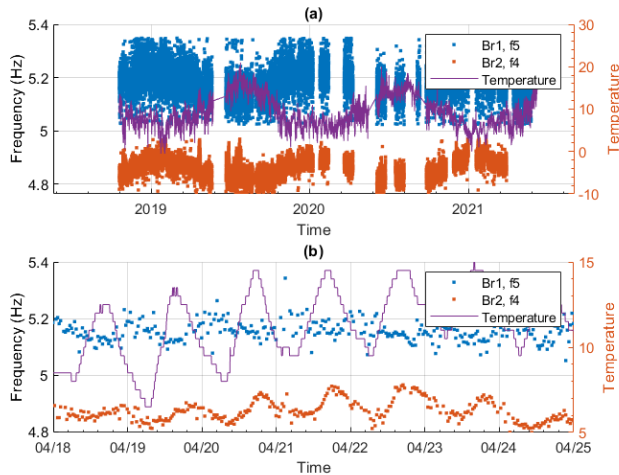 (a)
5.4
5.2
5
4.8
Frequency (Hz)
30
20
10
0
-10
Temperature
Br1, f5
Br2, f4
Temperature
2019
2020
2021
Time
(b)
5.4
5.2
5
4.8
Frequency (Hz)
15
10
5
Temperature
Br1, f5
Br2, f4
Temperature
04/18
04/19
04/20
04/21
04/22
04/23
04/24
04/25
Time